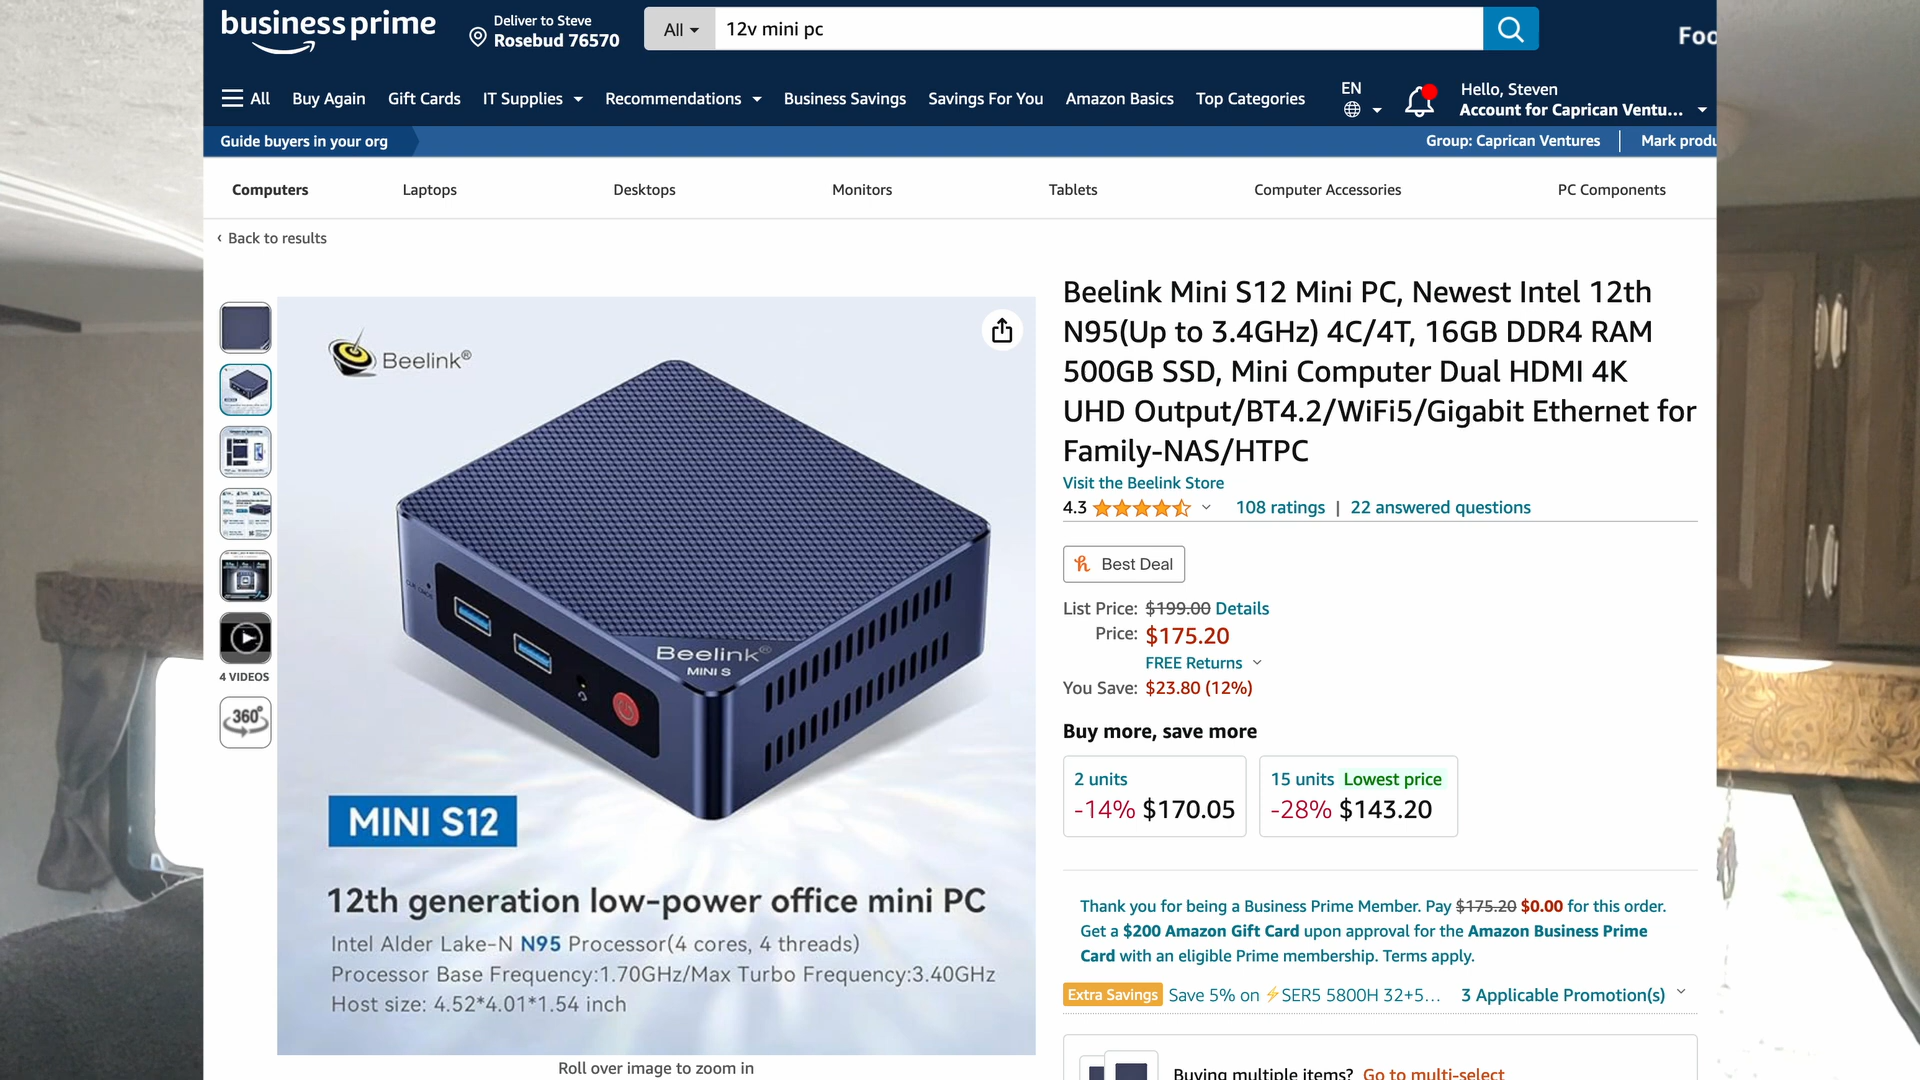 business prime
Deliver to Steve
Rosebud 76570
All
12v mini pc
Foo
All
Buy Again
Gift Cards
IT Supplies
Recommendations
Business Savings
Savings For You
Amazon Basics
Top Categories
EN
Hello, Steven
Account for Caprican Ventu...
Guide buyers in your org
Group: Caprican Ventures
Mark produ
Computers
Laptops
Desktops
Monitors
Tablets
Computer Accessories
PC Components
‹ Back to results
Beelink®
Beelink®
MINI S
MINI S12
12th generation low-power office mini PC
Intel Alder Lake-N N95 Processor(4 cores, 4 threads)
Processor Base Frequency:1.70GHz/Max Turbo Frequency:3.40GHz
Host size: 4.52*4.01*1.54 inch
Roll over image to zoom in
4 VIDEOS
360°
Beelink Mini S12 Mini PC, Newest Intel 12th
N95(Up to 3.4GHz) 4C/4T, 16GB DDR4 RAM
500GB SSD, Mini Computer Dual HDMI 4K
UHD Output/BT4.2/WiFi5/Gigabit Ethernet for
Family-NAS/HTPC
Visit the Beelink Store
4.3
108 ratings | 22 answered questions
Best Deal
List Price: $199.00 Details
Price: $175.20
FREE Returns
You Save: $23.80 (12%)
Buy more, save more
2 units
-14% $170.05
15 units Lowest price
-28% $143.20
Thank you for being a Business Prime Member. Pay $175.20 $0.00 for this order.
Get a $200 Amazon Gift Card upon approval for the Amazon Business Prime
Card with an eligible Prime membership. Terms apply.
Extra Savings Save 5% on ⚡SER5 5800H 32+5... 3 Applicable Promotion(s)
Buying multiple items? Go to multi-select